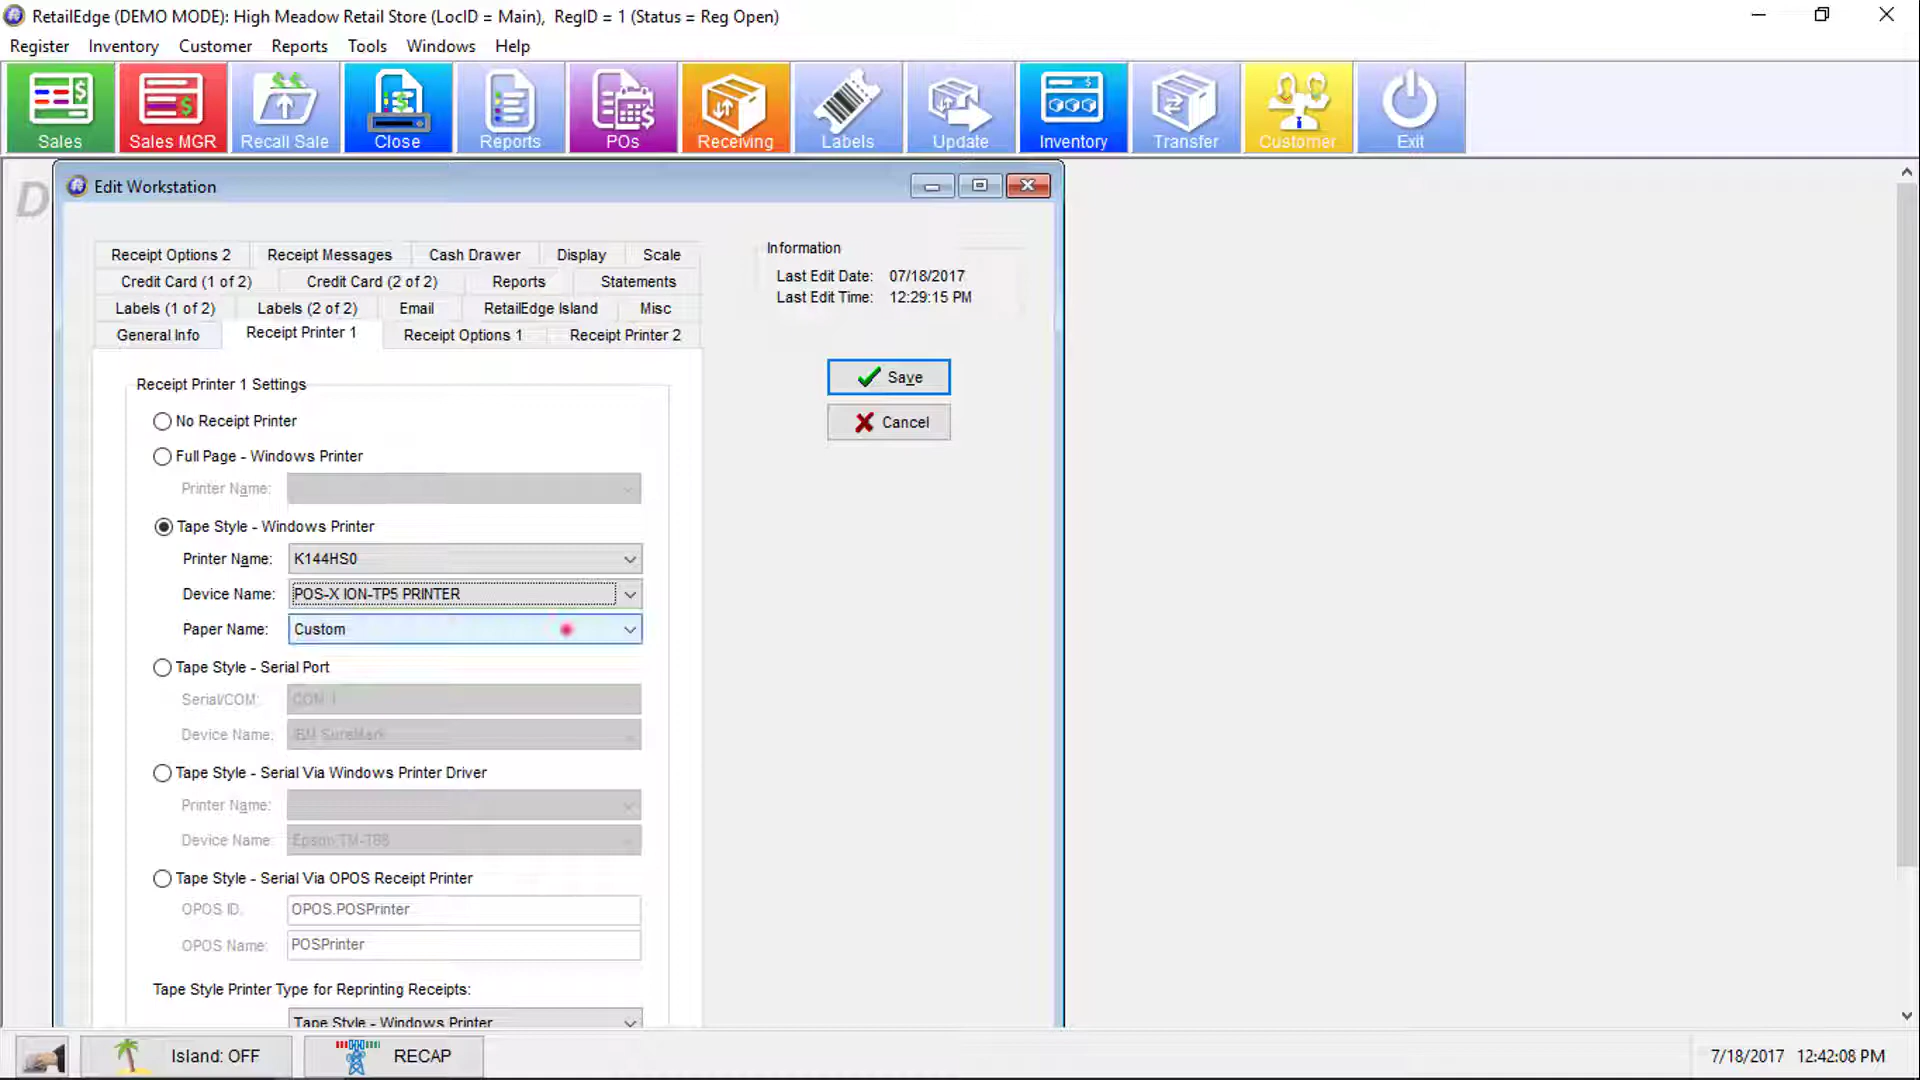 RetailEdge (DEMO MODE): High Meadow Retail Store (LocID = Main),  RegID = 1 (Status = Reg Open)
Register Inventory Customer Reports Tools Windows Help
Sales Sales MGR Recall Sale Close Reports POs Receiving Labels Update Inventory Transfer Customer Exit
D
Edit Workstation
Receipt Options 2 Receipt Messages Cash Drawer Display Scale
Credit Card (1 of 2) Credit Card (2 of 2) Reports Statements
Labels (1 of 2) Labels (2 of 2) Email RetailEdge Island Misc
General Info Receipt Printer 1 Receipt Options 1 Receipt Printer 2
Information
Last Edit Date: 07/18/2017
Last Edit Time: 12:29:15 PM
Save
Cancel
Receipt Printer 1 Settings
No Receipt Printer
Full Page - Windows Printer
Printer Name:
Tape Style - Windows Printer
Printer Name: K144HS0
Device Name: POS-X ION-TP5 PRINTER
Paper Name: Custom
Tape Style - Serial Port
Serial/COM: COM 1
Device Name: IBM SureMark
Tape Style - Serial Via Windows Printer Driver
Printer Name:
Device Name: Epson TM-T88
Tape Style - Serial Via OPOS Receipt Printer
OPOS ID. OPOS.POSPrinter
OPOS Name: POSPrinter
Tape Style Printer Type for Reprinting Receipts:
Tape Style - Windows Printer
Island: OFF RECAP 7/18/2017 12:42:08 PM